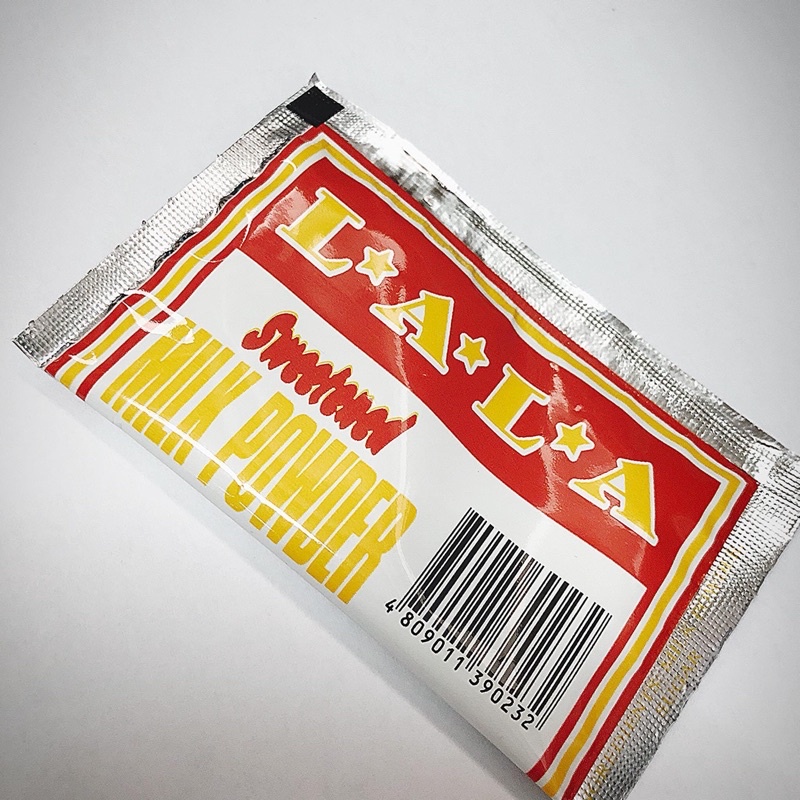 L★A★L★A
Sweetened
MILK POWDER
4 809011 390232